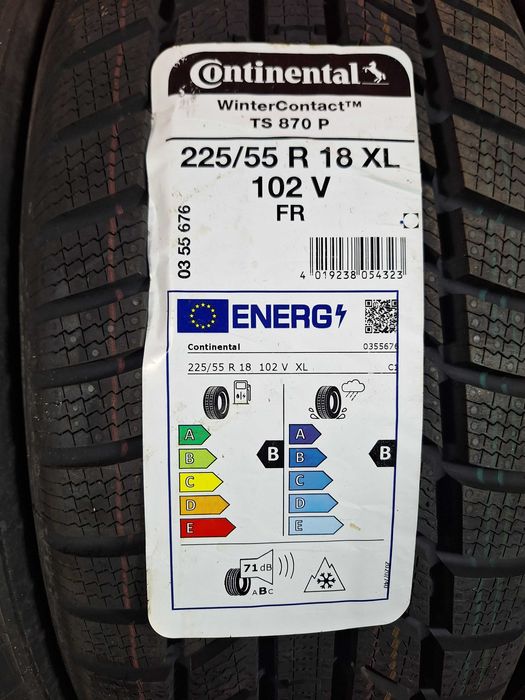 Continental
WinterContact™
TS 870 P
225/55 R 18 XL
102 V
FR
03 55 676
4 019238 054323
ENERG
Continental 0355676
225/55 R 18 102 V XL C1
A A
B B B B
C C
D D
E E
71 dB
ABC